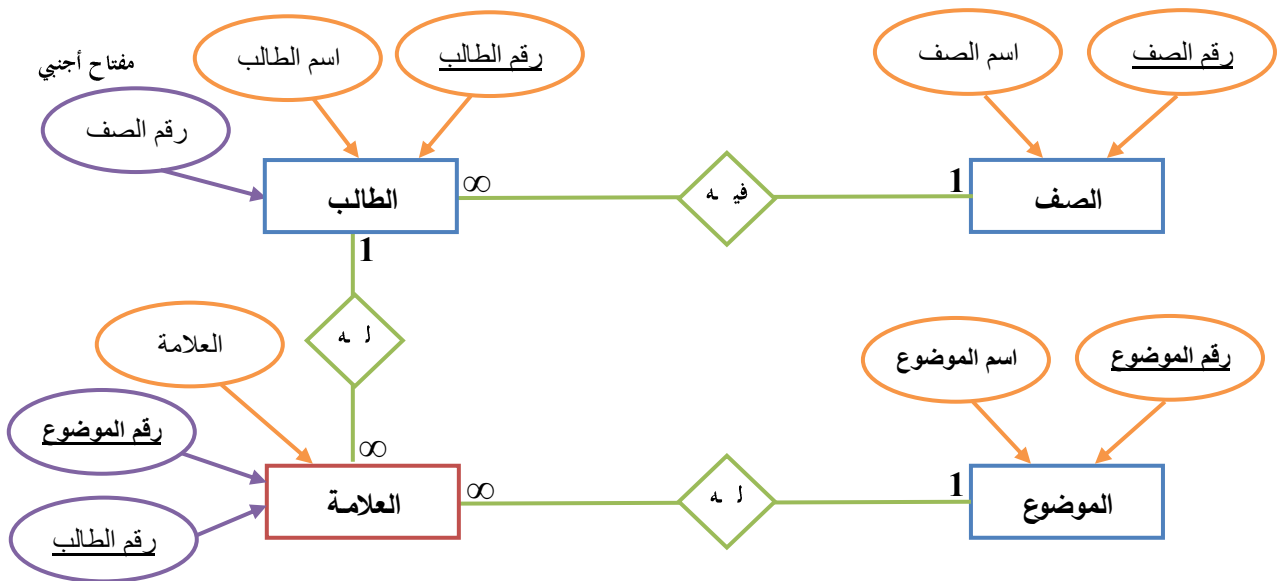 رقم الصف
اسم الصف
رقم الطالب
اسم الطالب
مفتاح أجنبي
رقم الصف
الصف
1
فيه
∞
الطالب
1
له
∞
رقم الموضوع
اسم الموضوع
العلامة
رقم الموضوع
رقم الطالب
الموضوع
1
له
∞
العلامة